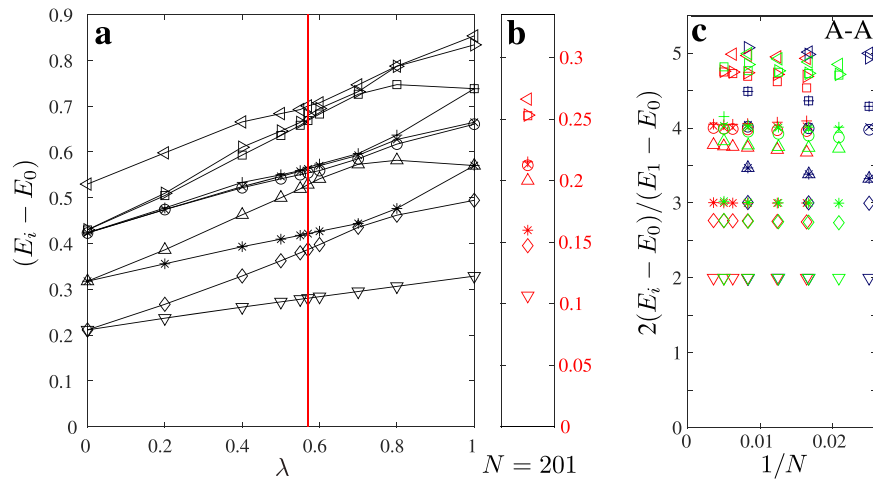 a
(E_i − E_0)
0.9
0.8
0.7
0.6
0.5
0.4
0.3
0.2
0.1
0
0 0.2 0.4 0.6 0.8 1
λ
b
0.3
0.25
0.2
0.15
0.1
0.05
0
N = 201
c
A-A
2(E_i − E_0)/(E_1 − E_0)
5
4
3
2
1
0
0 0.01 0.02
1/N